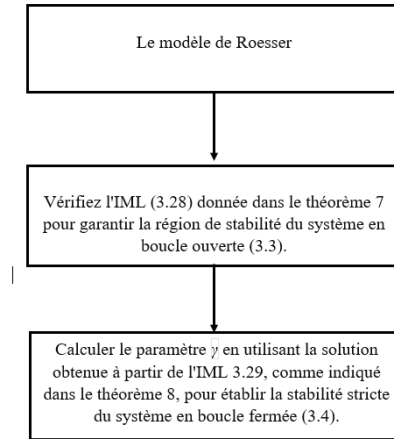 Le modèle de Roesser
Vérifiez l'IML (3.28) donnée dans le théorème 7
pour garantir la région de stabilité du système en
boucle ouverte (3.3).
Calculer le paramètre γ en utilisant la solution
obtenue à partir de l'IML 3.29, comme indiqué
dans le théorème 8, pour établir la stabilité stricte
du système en boucle fermée (3.4).